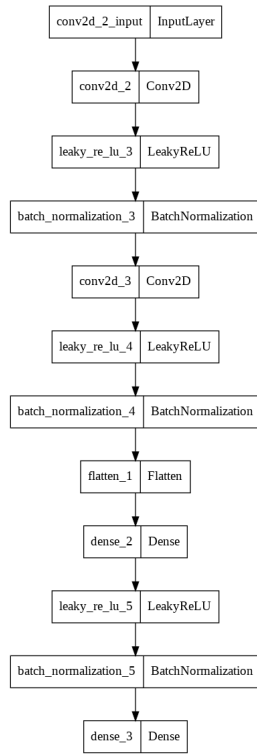 conv2d_2_input InputLayer
conv2d_2 Conv2D
leaky_re_lu_3 LeakyReLU
batch_normalization_3 BatchNormalization
conv2d_3 Conv2D
leaky_re_lu_4 LeakyReLU
batch_normalization_4 BatchNormalization
flatten_1 Flatten
dense_2 Dense
leaky_re_lu_5 LeakyReLU
batch_normalization_5 BatchNormalization
dense_3 Dense